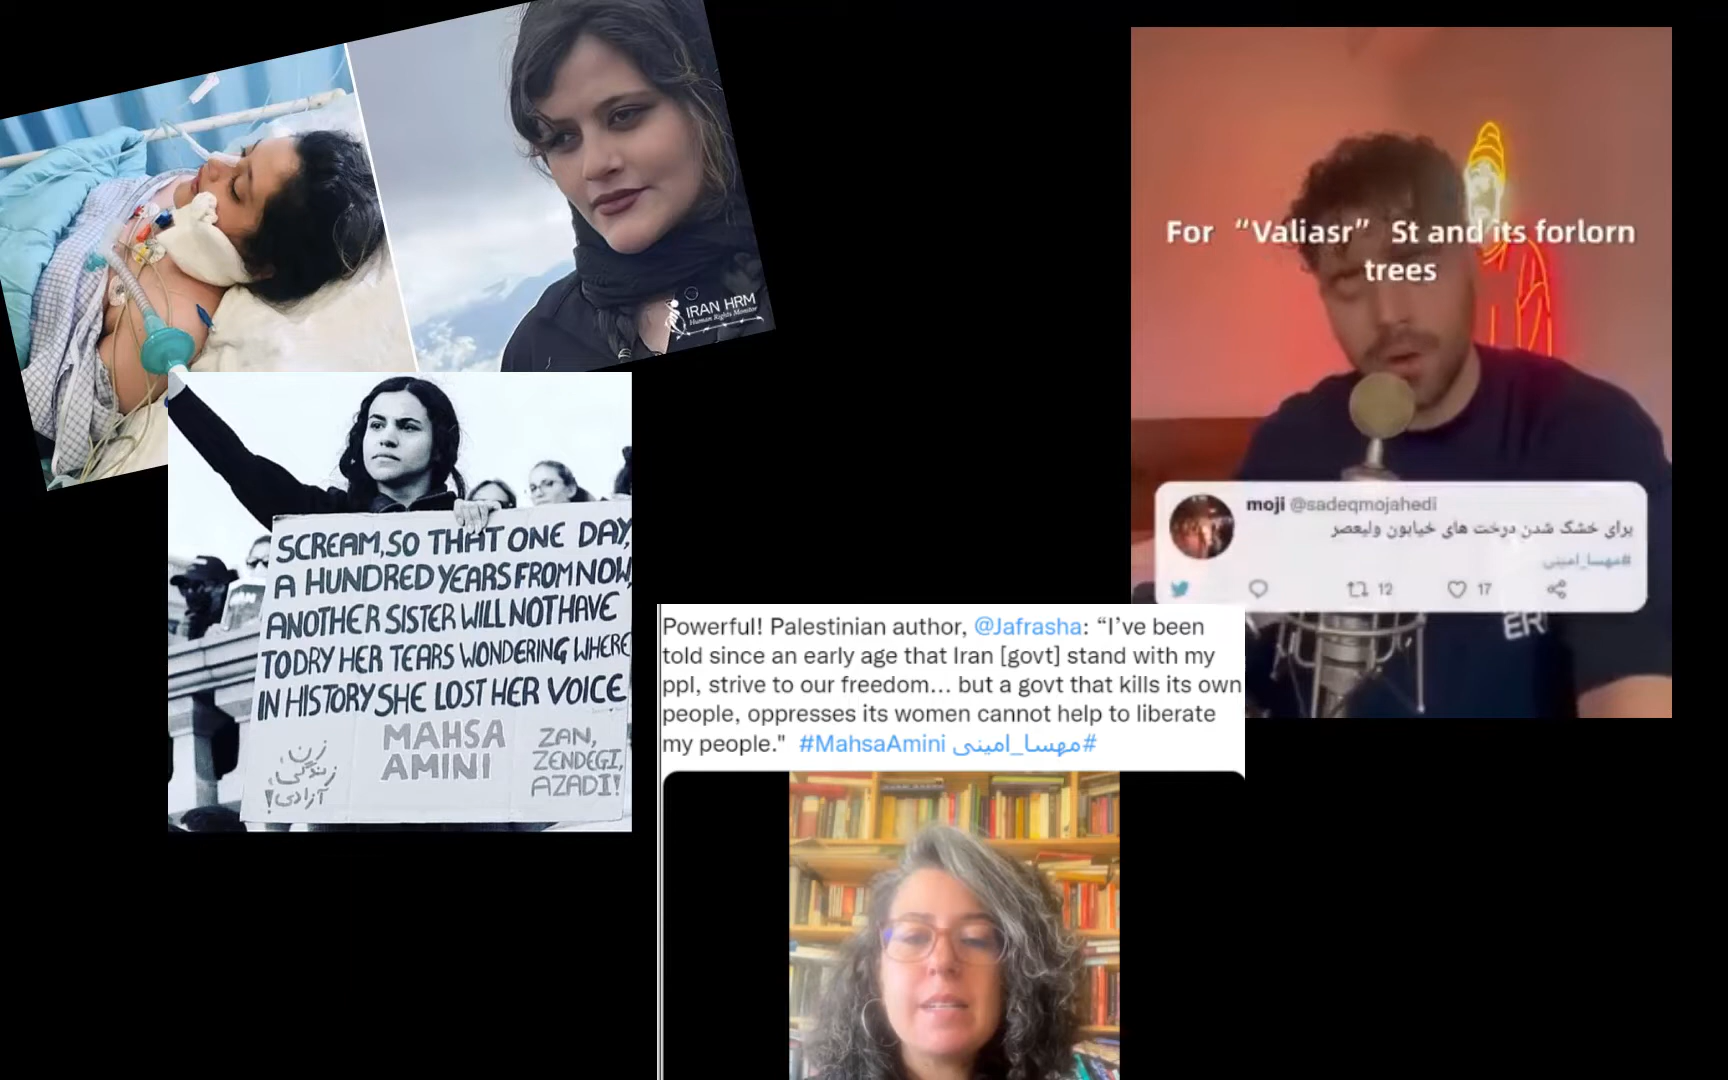 IRAN HRM
Human Rights Monitor
SCREAM, SO THAT ONE DAY,
A HUNDRED YEARS FROM NOW,
ANOTHER SISTER WILL NOT HAVE
TO DRY HER TEARS WONDERING WHERE
IN HISTORY SHE LOST HER VOICE
MAHSA
AMINI
زن
زندگی،
آزادی!
ZAN,
ZENDEGI,
AZADI!
For “Valiasr” St and its forlorn
trees
moji @sadeqmojahedi
برای خشک شدن درخت های خیابون ولیعصر
#مهسا_امینی
12 17
ER
Powerful! Palestinian author, @Jafrasha: “I’ve been
told since an early age that Iran [govt] stand with my
ppl, strive to our freedom... but a govt that kills its own
people, oppresses its women cannot help to liberate
my people." #MahsaAmini #مهسا_امینی